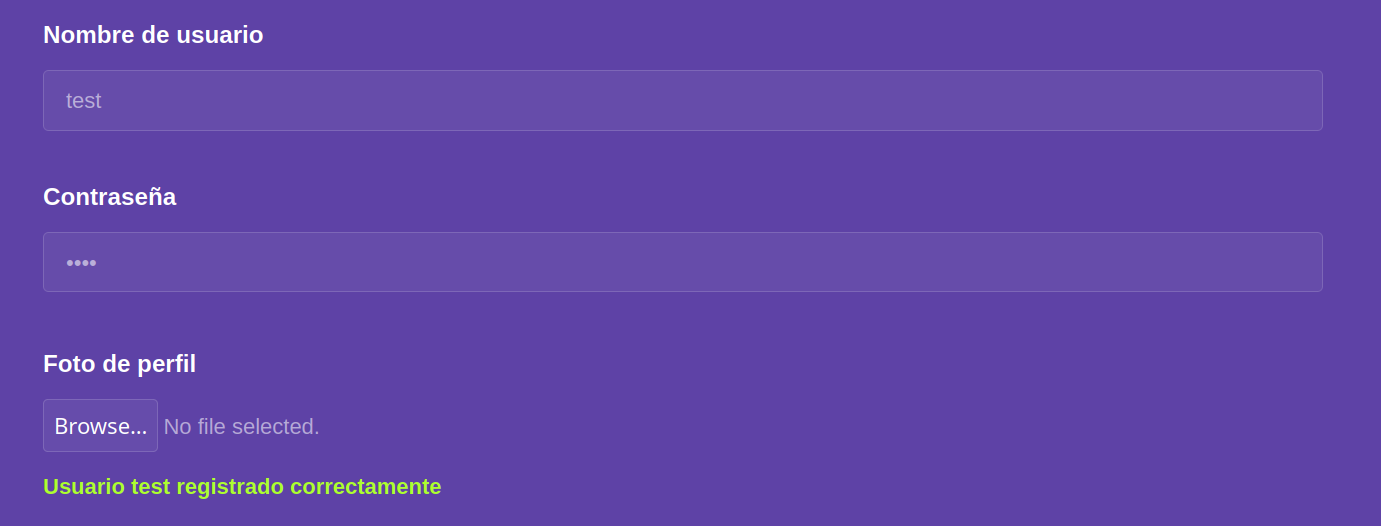 Nombre de usuario
test
Contraseña
••••
Foto de perfil
Browse... No file selected.
Usuario test registrado correctamente